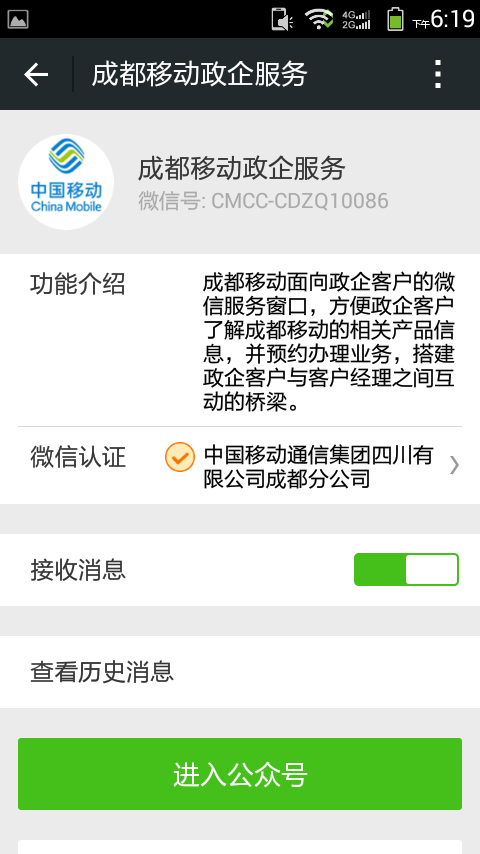 4G
2G
下午6:19
成都移动政企服务
中国移动
China Mobile
成都移动政企服务
微信号: CMCC-CDZQ10086
功能介绍
成都移动面向政企客户的微
信服务窗口，方便政企客户
了解成都移动的相关产品信
息，并预约办理业务，搭建
政企客户与客户经理之间互
动的桥梁。
微信认证
中国移动通信集团四川有
限公司成都分公司
接收消息
查看历史消息
进入公众号